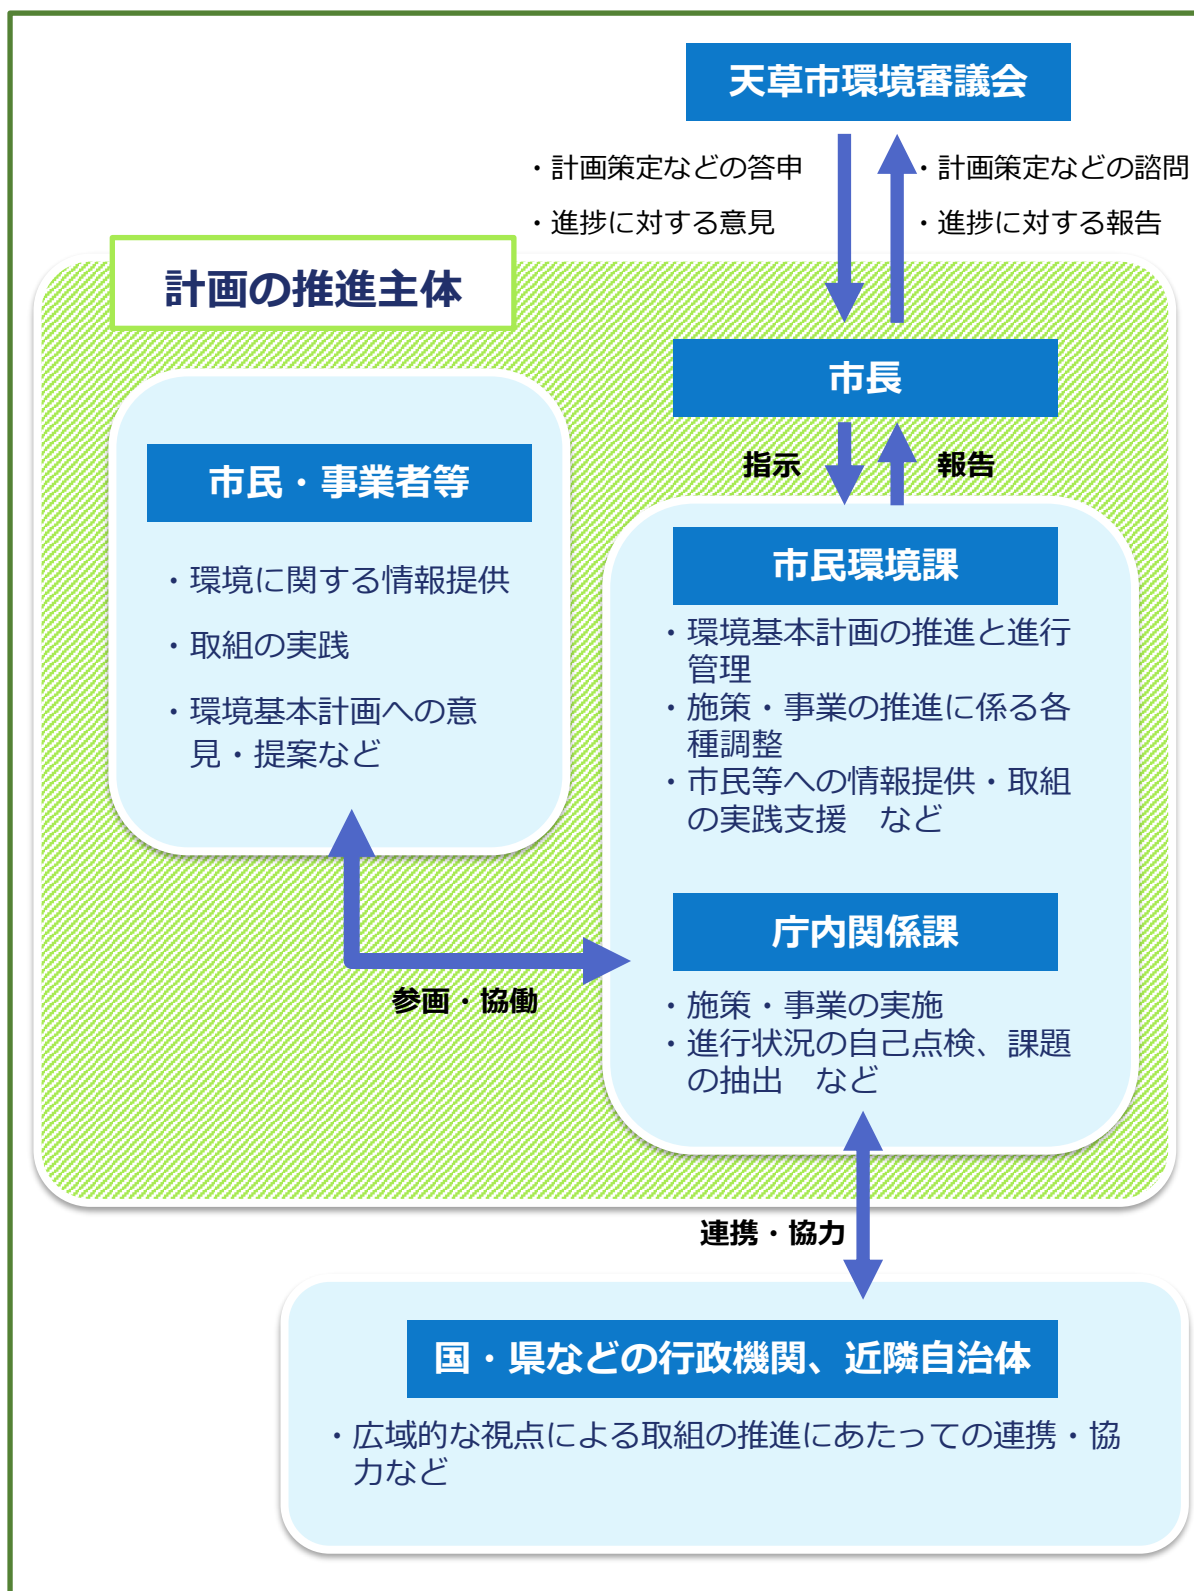 天草市環境審議会
・計画策定などの答申
・進捗に対する意見
・計画策定などの諮問
・進捗に対する報告
計画の推進主体
市長
指示
報告
市民・事業者等
・環境に関する情報提供
・取組の実践
・環境基本計画への意
見・提案など
市民環境課
・環境基本計画の推進と進行
管理
・施策・事業の推進に係る各
種調整
・市民等への情報提供・取組
の実践支援　など
庁内関係課
・施策・事業の実施
・進行状況の自己点検、課題
の抽出　など
参画・協働
連携・協力
国・県などの行政機関、近隣自治体
・広域的な視点による取組の推進にあたっての連携・協
力など